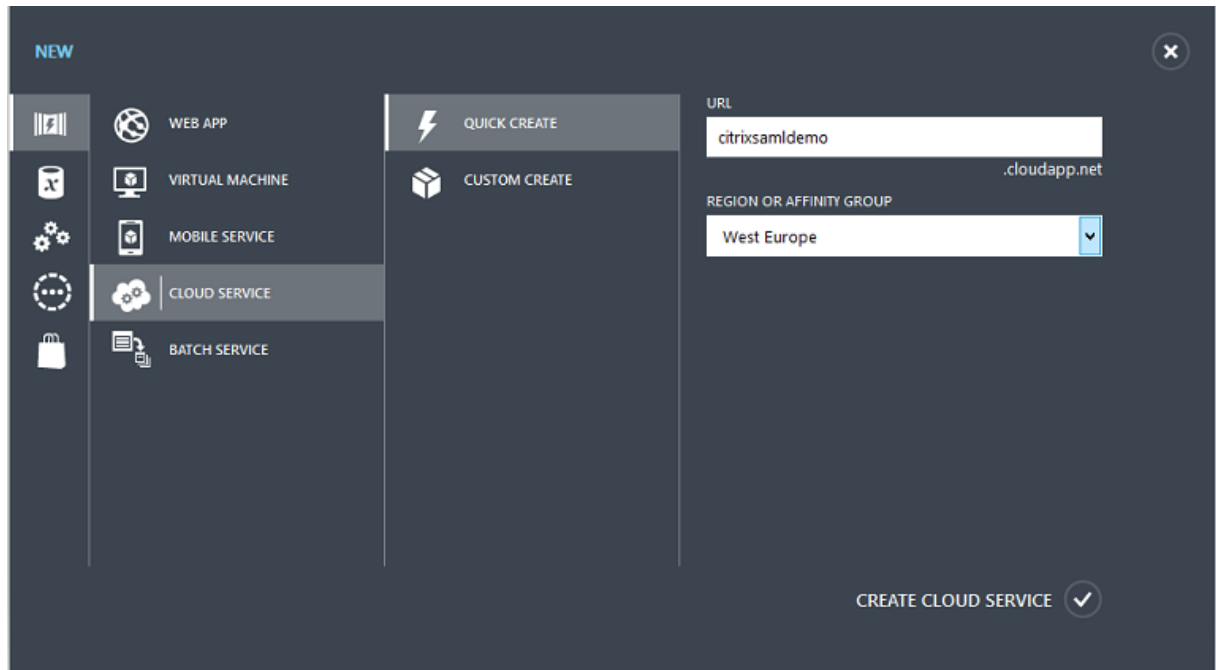 NEW
WEB APP
VIRTUAL MACHINE
MOBILE SERVICE
CLOUD SERVICE
BATCH SERVICE
QUICK CREATE
CUSTOM CREATE
URL
citrixsamldemo
.cloudapp.net
REGION OR AFFINITY GROUP
West Europe
CREATE CLOUD SERVICE